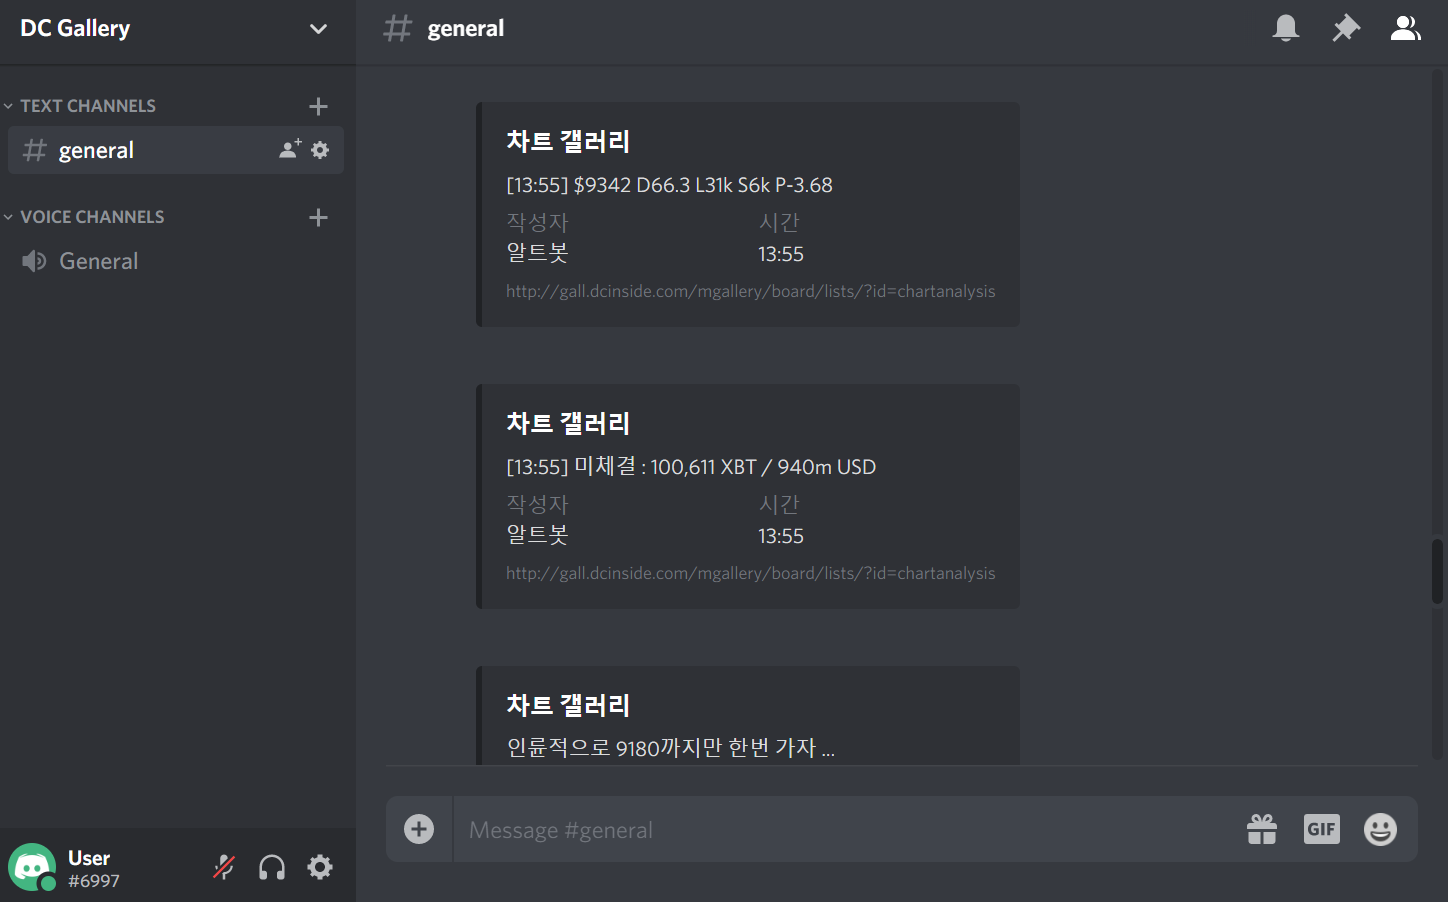 DC Gallery
TEXT CHANNELS
general
VOICE CHANNELS
General
User
#6997
general
차트 갤러리
[13:55] $9342 D66.3 L31k S6k P-3.68
작성자 시간
알트봇 13:55
http://gall.dcinside.com/mgallery/board/lists/?id=chartanalysis
차트 갤러리
[13:55] 미체결 : 100,611 XBT / 940m USD
작성자 시간
알트봇 13:55
http://gall.dcinside.com/mgallery/board/lists/?id=chartanalysis
차트 갤러리
인륜적으로 9180까지만 한번 가자 ...
Message #general
GIF